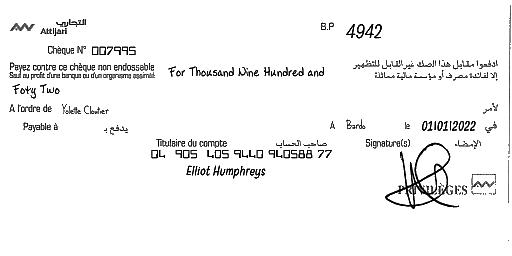 التجاري
Attijari
B.P 4942
Chèque N° 007995
Payez contre ce chèque non endossable
Sauf au profit d'une banque ou d'un organisme assimilé
For Thousand Nine Hundred and
ادفعوا مقابل هذا الصك غير القابل للتظهير
إلا لفائدة مصرف أو مؤسسة مالية مماثلة
Foty Two
A l'ordre de Yolette Cloutier لأمر
Payable à يدفع بـ
A Bardo le 01/01/2022 في
Titulaire du compte صاحب الحساب
Signature(s) الإمضاء
04 905 405 9440 940588 77
Elliot Humphreys
PRIVILÈGES